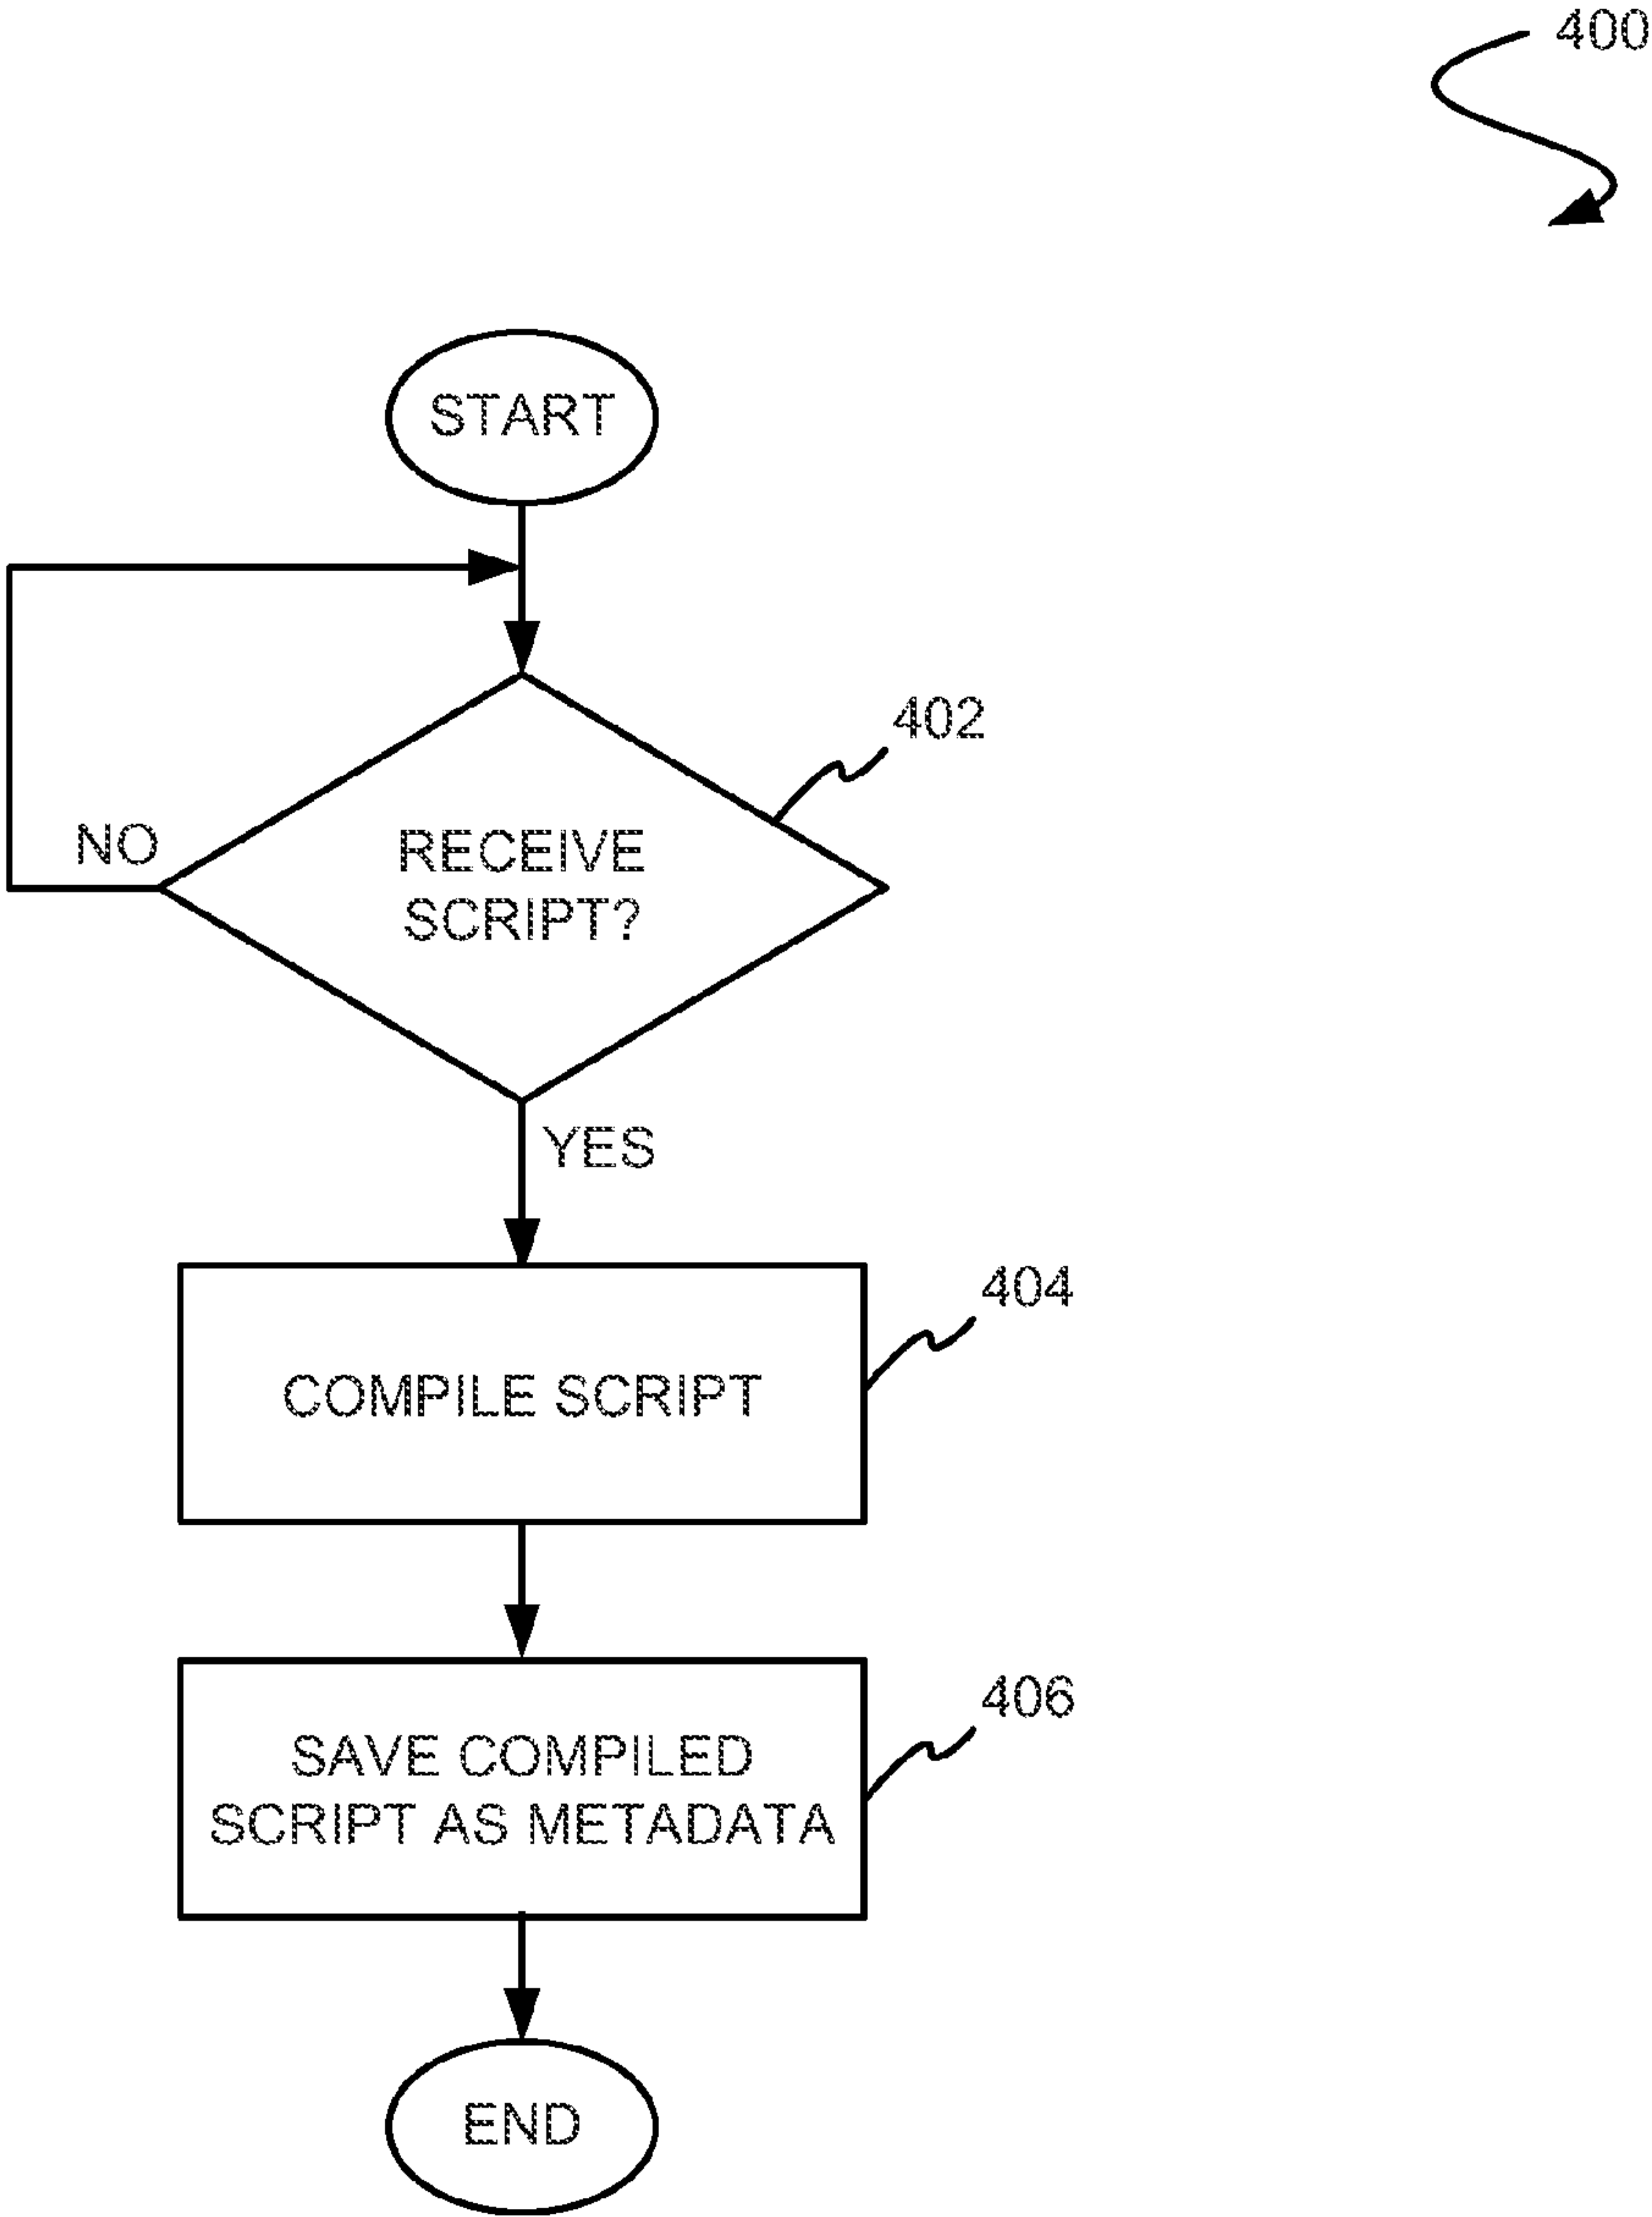 400
START
402
NO
RECEIVE
SCRIPT?
YES
404
COMPILE SCRIPT
406
SAVE COMPILED
SCRIPT AS METADATA
END